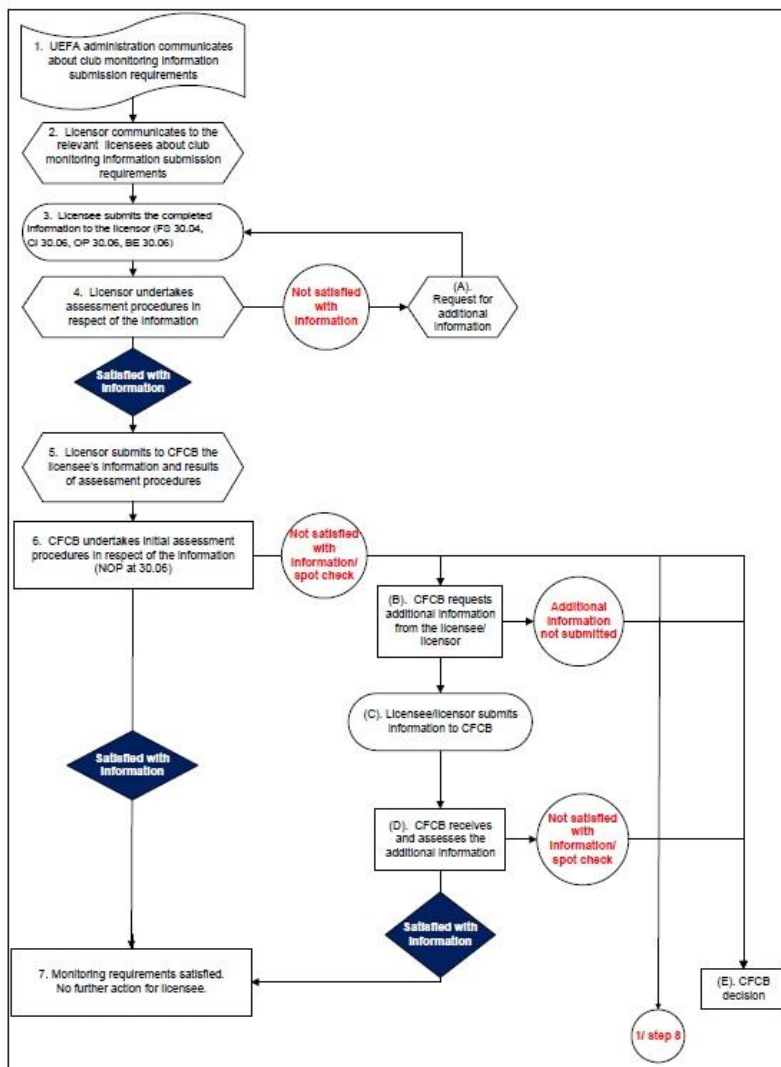 1. UEFA administration communicates
about club monitoring information
submission requirements
2. Licensor communicates to the
relevant licensees about club
monitoring information submission
requirements
3. Licensee submits the completed
information to the licensor (FS 30.04,
CI 30.06, OP 30.06, BE 30.06)
4. Licensor undertakes
assessment procedures in
respect of the information
Not satisfied
with
information
(A).
Request for
additional
information
Satisfied with
information
5. Licensor submits to CFCB the
licensee's information and results
of assessment procedures
6. CFCB undertakes initial assessment
procedures in respect of the information
(NOP at 30.06)
Not satisfied
with
information/
spot check
(B). CFCB requests
additional information
from the licensee/
licensor
Additional
information
not submitted
(C). Licensee/licensor submits
information to CFCB
Satisfied with
information
(D). CFCB receives
and assesses the
additional information
Not satisfied
with
information/
spot check
Satisfied with
information
7. Monitoring requirements satisfied.
No further action for licensee.
(E). CFCB
decision
1/ step 8